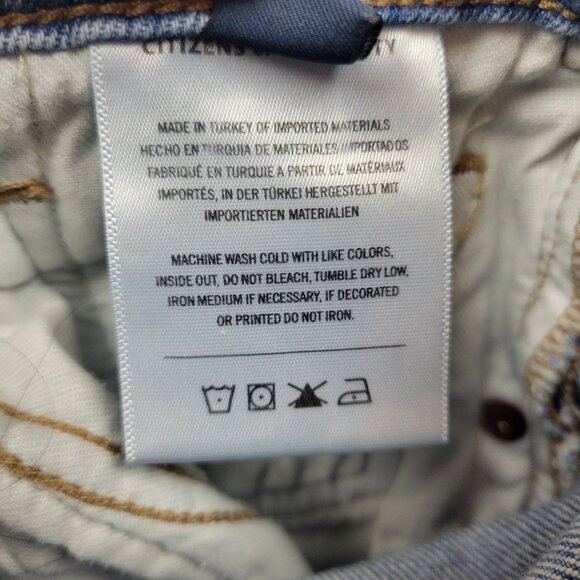 CITIZENS
MADE IN TURKEY OF IMPORTED MATERIALS
HECHO EN TURQUIA DE MATERIALES IMPORTADOS
FABRIQUÉ EN TURQUIE A PARTIR DE MATÉRIAUX
IMPORTÉS, IN DER TÜRKEI HERGESTELLT MIT
IMPORTIERTEN MATERIALIEN
MACHINE WASH COLD WITH LIKE COLORS,
INSIDE OUT, DO NOT BLEACH, TUMBLE DRY LOW,
IRON MEDIUM IF NECESSARY, IF DECORATED
OR PRINTED DO NOT IRON.